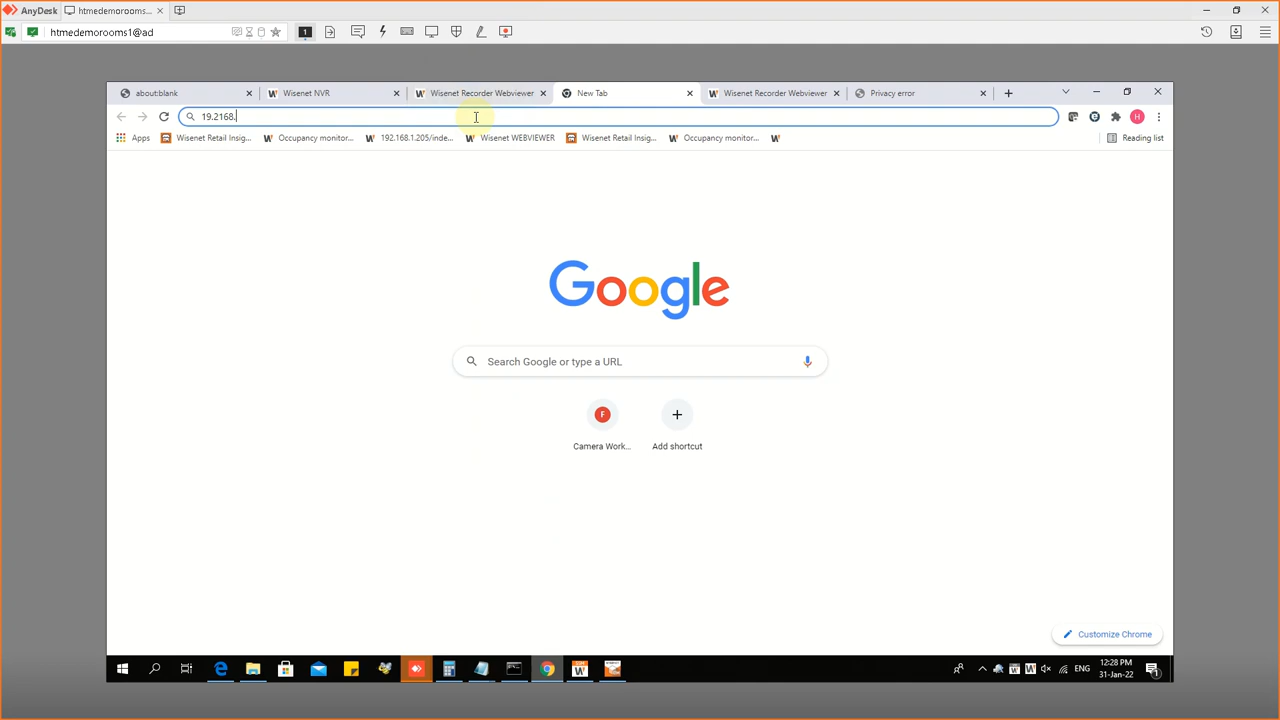 AnyDesk
htmedemorooms...
htmedemorooms1@ad
1
about:blank
Wisenet NVR
Wisenet Recorder Webviewer
New Tab
Wisenet Recorder Webviewer
Privacy error
19.2168.
H
Apps
Wisenet Retail Insig...
Occupancy monitor...
192.168.1.205/inde...
Wisenet WEBVIEWER
Wisenet Retail Insig...
Occupancy monitor...
Reading list
Google
Search Google or type a URL
F
Camera Work...
Add shortcut
Customize Chrome
ENG
12:28 PM
31-Jan-22
1